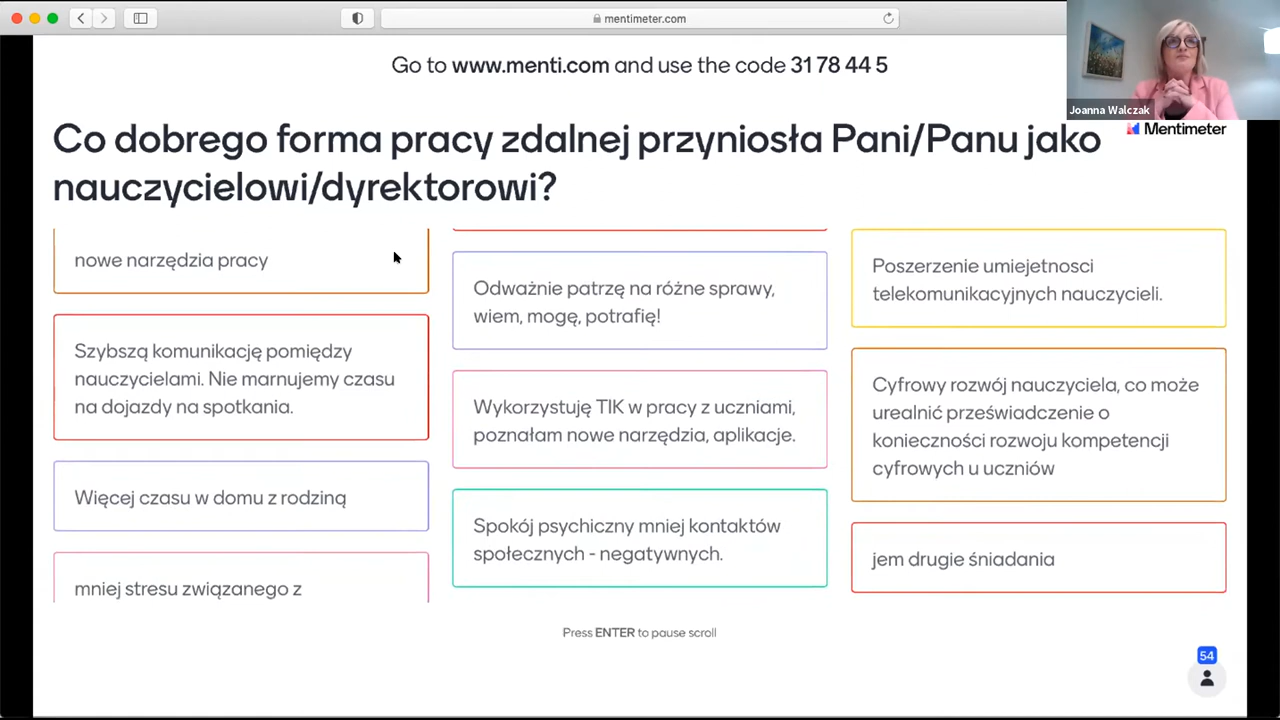 mentimeter.com
Go to www.menti.com and use the code 31 78 44 5
Joanna Walczak
Mentimeter
Co dobrego forma pracy zdalnej przyniosła Pani/Panu jako
nauczycielowi/dyrektorowi?
nowe narzędzia pracy
Szybszą komunikację pomiędzy
nauczycielami. Nie marnujemy czasu
na dojazdy na spotkania.
Więcej czasu w domu z rodziną
mniej stresu związanego z
Odważnie patrzę na różne sprawy,
wiem, mogę, potrafię!
Wykorzystuję TIK w pracy z uczniami,
poznałam nowe narzędzia, aplikacje.
Spokój psychiczny mniej kontaktów
społecznych - negatywnych.
Poszerzenie umiejetnosci
telekomunikacyjnych nauczycieli.
Cyfrowy rozwój nauczyciela, co może
urealnić przeświadczenie o
konieczności rozwoju kompetencji
cyfrowych u uczniów
jem drugie śniadania
Press ENTER to pause scroll
54